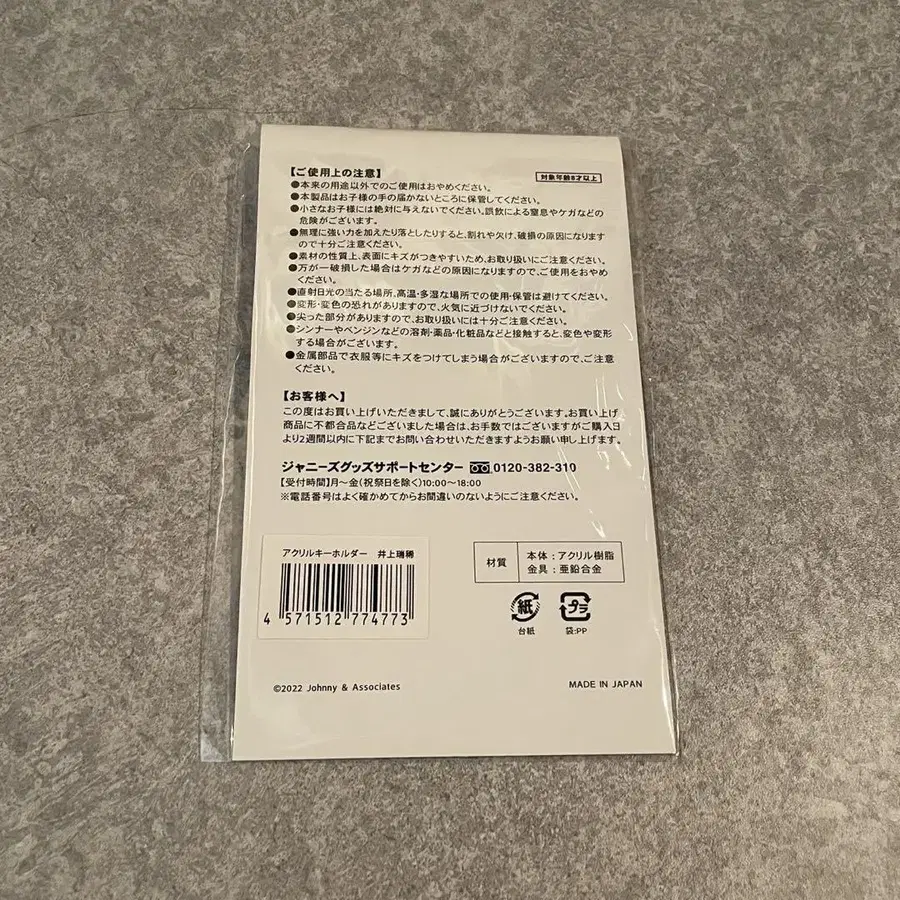 【ご使用上の注意】
対象年齢8才以上
●本来の用途以外でのご使用はおやめください。
●本製品はお子様の手の届かないところに保管してください。
●小さなお子様には絶対に与えないでください。誤飲による窒息やケガなどの
危険がございます。
●無理に強い力を加えたり落としたりすると、割れや欠け、破損の原因になります
ので十分ご注意ください。
●素材の性質上、表面にキズがつきやすいため、お取り扱いにご注意ください。
●万が一破損した場合はケガなどの原因になりますので、ご使用をおやめ
ください。
●直射日光の当たる場所、高温・多湿な場所での使用・保管は避けてください。
●変形・変色の恐れがありますので、火気に近づけないでください。
●尖った部分がありますので、お取り扱いには十分ご注意ください。
●シンナーやベンジンなどの溶剤・薬品・化粧品などと接触すると、変色や変形
する場合がございます。
●金属部品で衣服等にキズをつけてしまう場合がございますので、ご注意
ください。
【お客様へ】
この度はお買い上げいただきまして、誠にありがとうございます。お買い上げ
商品に不都合品などございました場合は、お手数ではございますがご購入日
より2週間以内に下記までお問い合わせいただきますようお願い申し上げます。
ジャニーズグッズサポートセンター 0120-382-310
【受付時間】月〜金(祝祭日を除く)10:00〜18:00
※電話番号はよく確かめてからお間違いのないようにご注意ください。
アクリルキーホルダー 井上瑞稀
4 571512 774773
材質
本体：アクリル樹脂
金具：亜鉛合金
紙
台紙
プラ
袋:PP
©2022 Johnny & Associates
MADE IN JAPAN